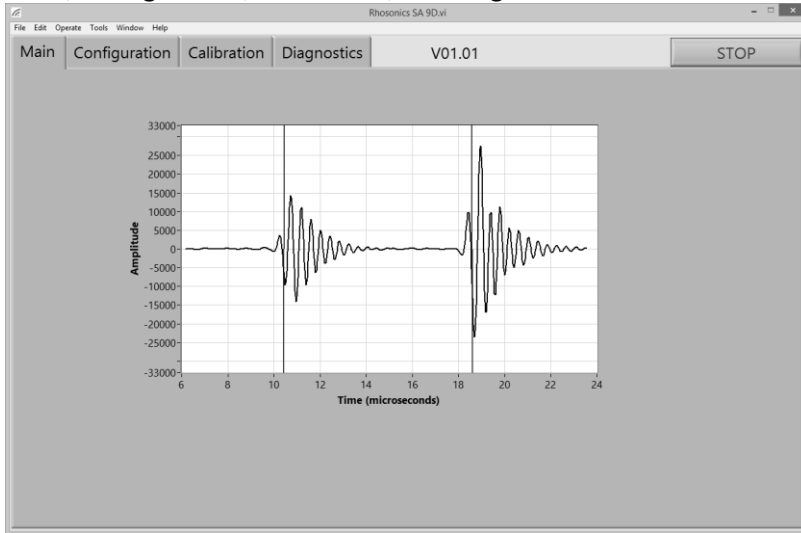 Rhosonics SA 9D.vi
File Edit Operate Tools Window Help
Main Configuration Calibration Diagnostics V01.01 STOP
33000
25000
20000
15000
10000
5000
0
-5000
-10000
-15000
-20000
-25000
-33000
Amplitude
6 8 10 12 14 16 18 20 22 24
Time (microseconds)